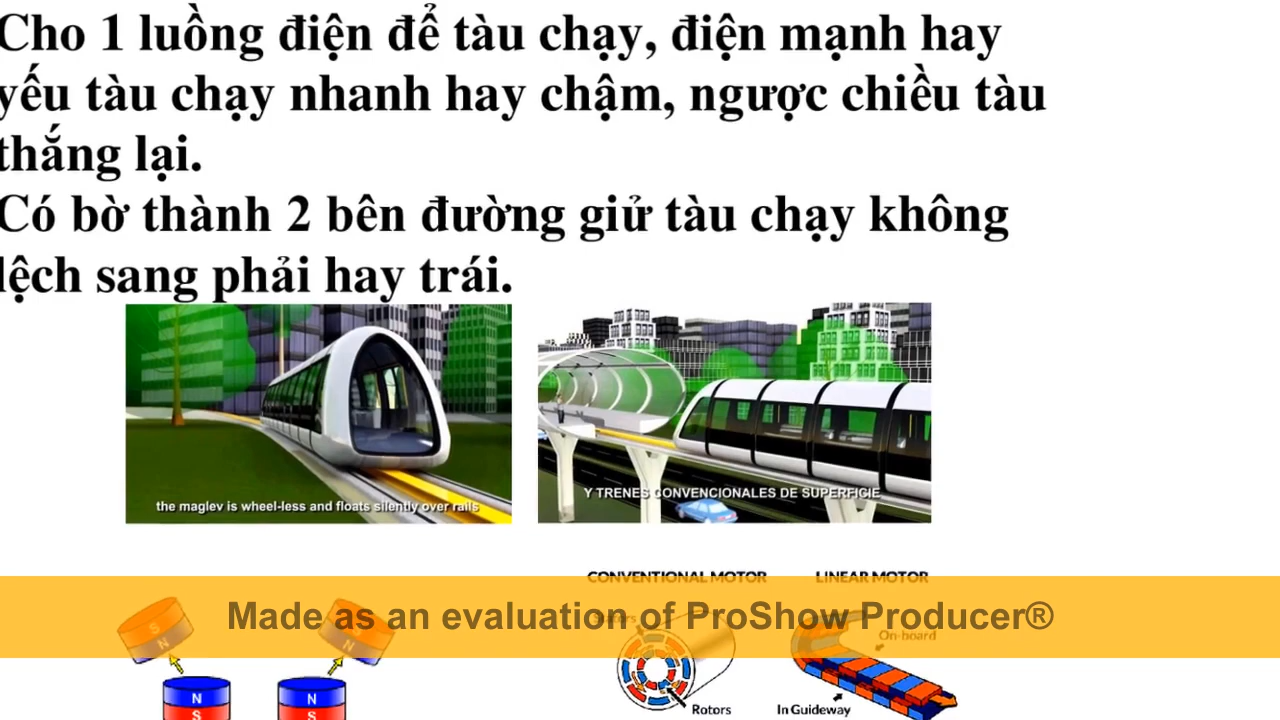 Cho 1 luồng điện để tàu chạy, điện mạnh hay
yếu tàu chạy nhanh hay chậm, ngược chiều tàu
thắng lại.
Có bờ thành 2 bên đường giử tàu chạy không
lệch sang phải hay trái.
the maglev is wheel-less and floats silently over rails
Y TRENES CONVENCIONALES DE SUPERFICIE
CONVENTIONAL MOTOR
LINEAR MOTOR
Made as an evaluation of ProShow Producer®
S
N
S
N
On-board
N
S
N
S
Rotors
In Guideway